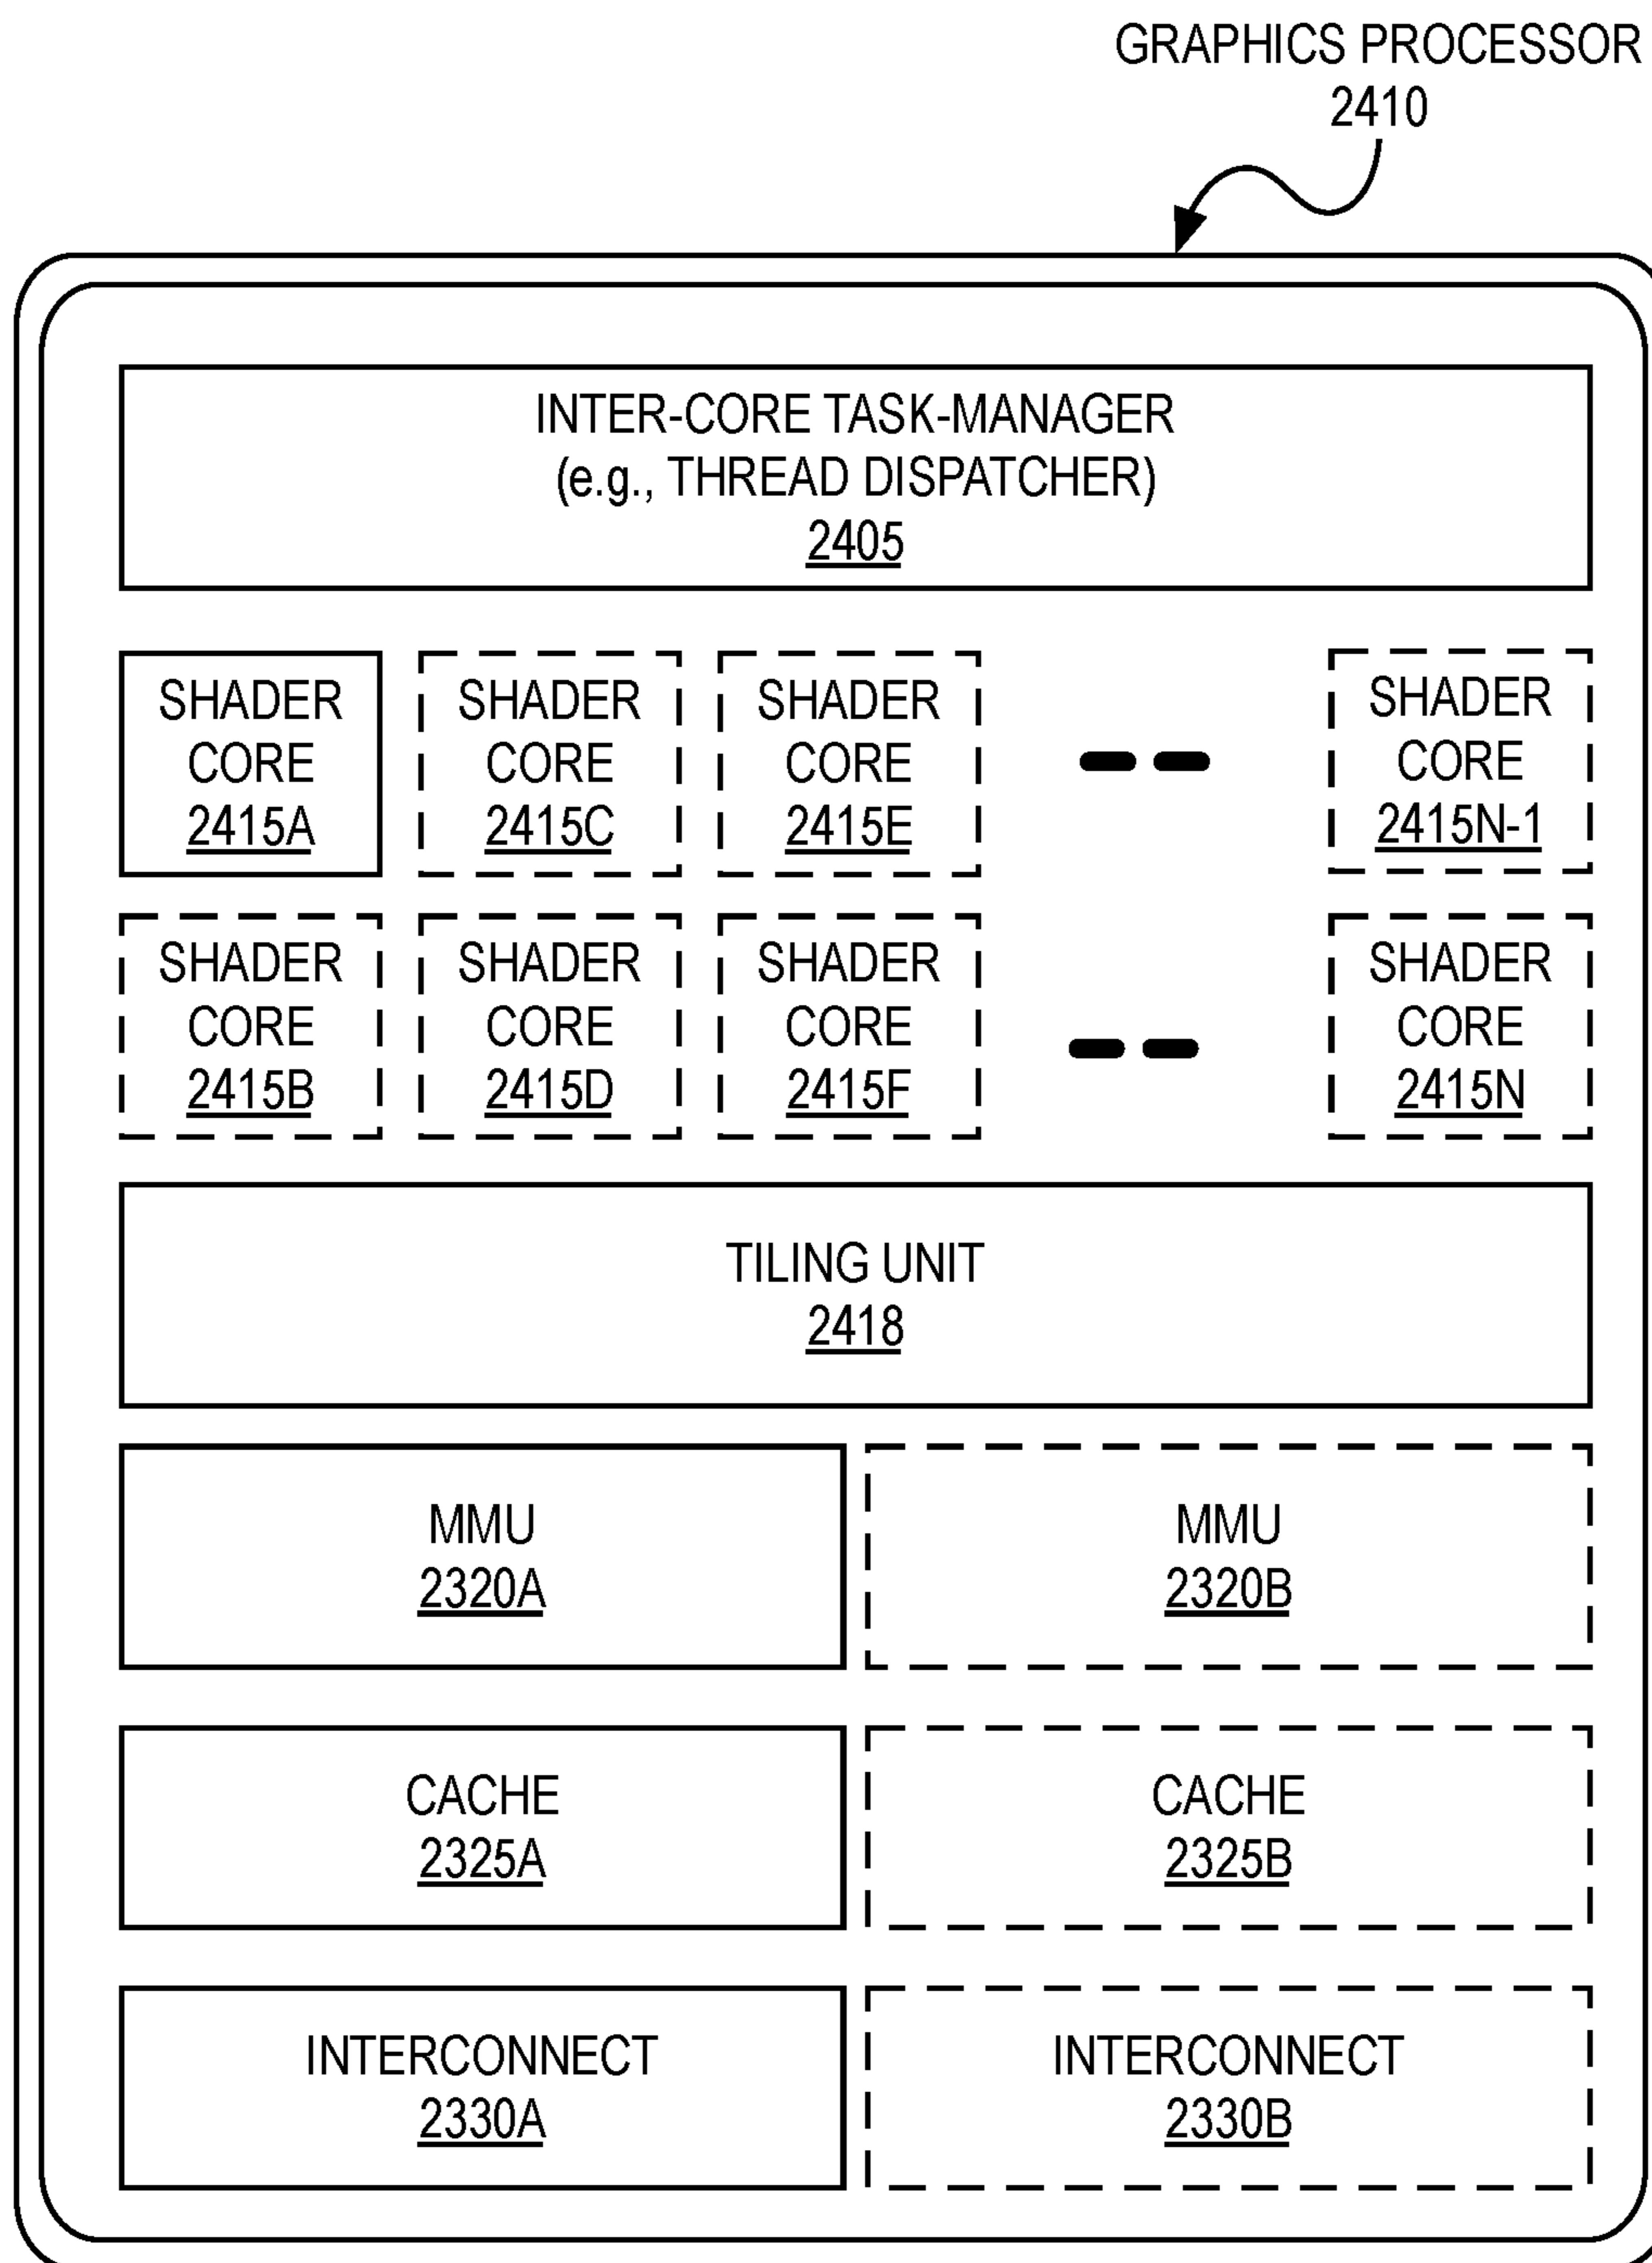 GRAPHICS PROCESSOR
2410
INTER-CORE TASK-MANAGER
(e.g., THREAD DISPATCHER)
2405
SHADER
CORE
2415A
SHADER
CORE
2415C
SHADER
CORE
2415E
SHADER
CORE
2415N-1
SHADER
CORE
2415B
SHADER
CORE
2415D
SHADER
CORE
2415F
SHADER
CORE
2415N
TILING UNIT
2418
MMU
2320A
MMU
2320B
CACHE
2325A
CACHE
2325B
INTERCONNECT
2330A
INTERCONNECT
2330B